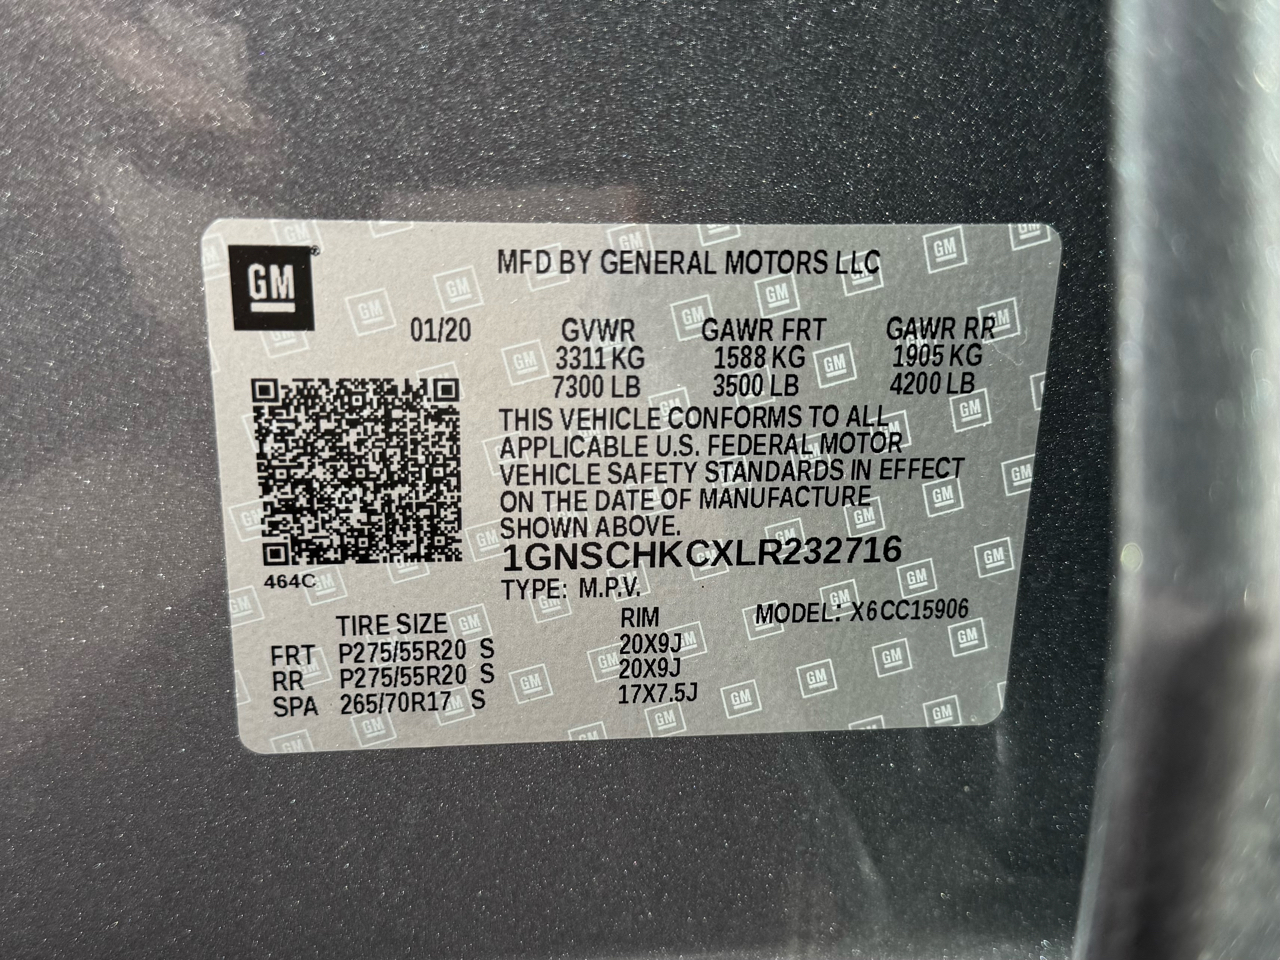 GM
MFD BY GENERAL MOTORS LLC
01/20 GVWR GAWR FRT GAWR RR
3311 KG 1588 KG 1905 KG
7300 LB 3500 LB 4200 LB
THIS VEHICLE CONFORMS TO ALL
APPLICABLE U.S. FEDERAL MOTOR
VEHICLE SAFETY STANDARDS IN EFFECT
ON THE DATE OF MANUFACTURE
SHOWN ABOVE.
1GNSCHKCXLR232716
464C
TYPE: M.P.V.
MODEL: X6CC15906
TIRE SIZE RIM
FRT P275/55R20 S 20X9J
RR P275/55R20 S 20X9J
SPA 265/70R17 S 17X7.5J